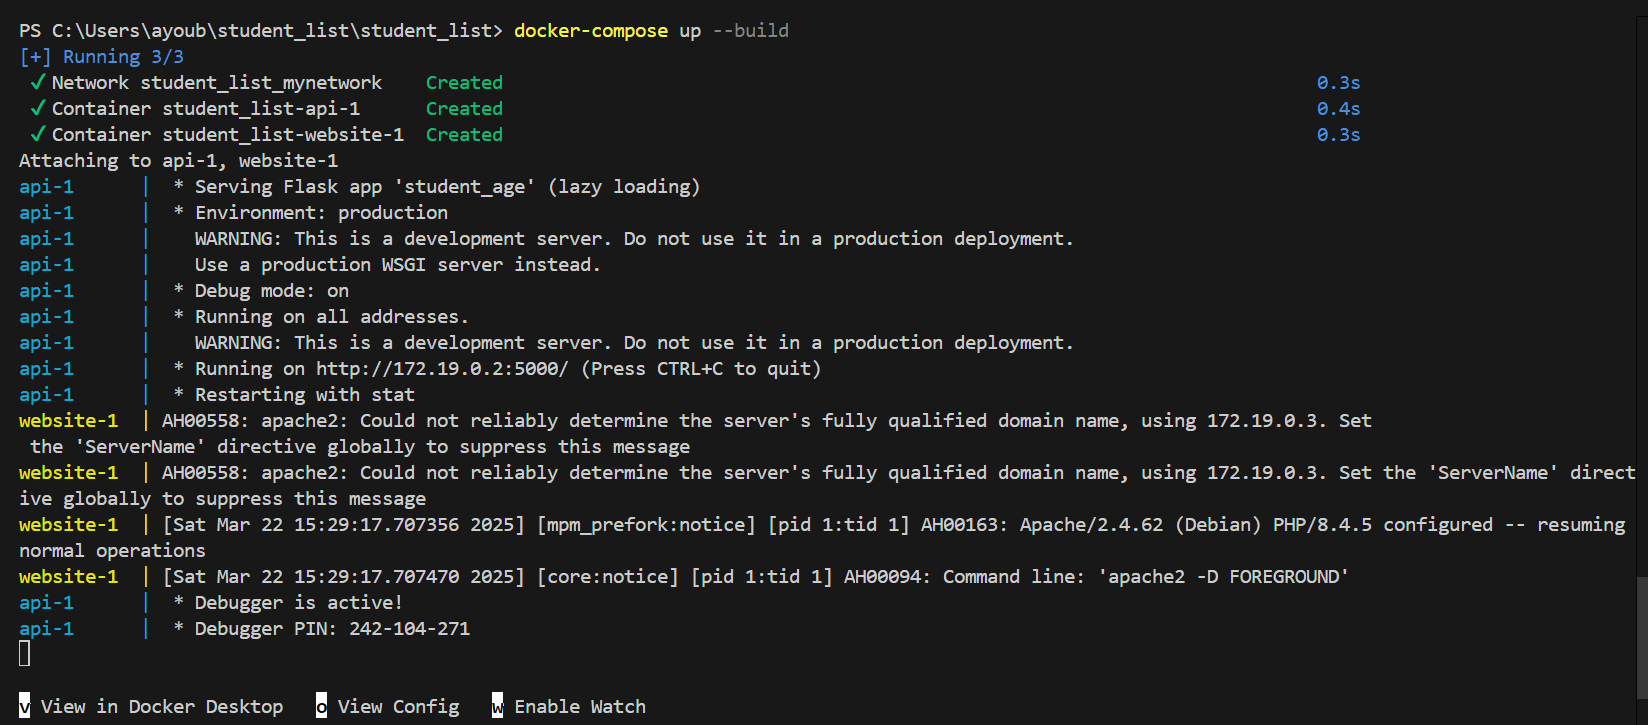 PS C:\Users\ayoub\student_list\student_list> docker-compose up --build
[+] Running 3/3
✓ Network student_list_mynetwork Created 0.3s
✓ Container student_list-api-1 Created 0.4s
✓ Container student_list-website-1 Created 0.3s
Attaching to api-1, website-1
api-1 | * Serving Flask app 'student_age' (lazy loading)
api-1 | * Environment: production
api-1 | WARNING: This is a development server. Do not use it in a production deployment.
api-1 | Use a production WSGI server instead.
api-1 | * Debug mode: on
api-1 | * Running on all addresses.
api-1 | WARNING: This is a development server. Do not use it in a production deployment.
api-1 | * Running on http://172.19.0.2:5000/ (Press CTRL+C to quit)
api-1 | * Restarting with stat
website-1 | AH00558: apache2: Could not reliably determine the server's fully qualified domain name, using 172.19.0.3. Set
the 'ServerName' directive globally to suppress this message
website-1 | AH00558: apache2: Could not reliably determine the server's fully qualified domain name, using 172.19.0.3. Set the 'ServerName' direct
ive globally to suppress this message
website-1 | [Sat Mar 22 15:29:17.707356 2025] [mpm_prefork:notice] [pid 1:tid 1] AH00163: Apache/2.4.62 (Debian) PHP/8.4.5 configured -- resuming
normal operations
website-1 | [Sat Mar 22 15:29:17.707470 2025] [core:notice] [pid 1:tid 1] AH00094: Command line: 'apache2 -D FOREGROUND'
api-1 | * Debugger is active!
api-1 | * Debugger PIN: 242-104-271
v View in Docker Desktop o View Config w Enable Watch